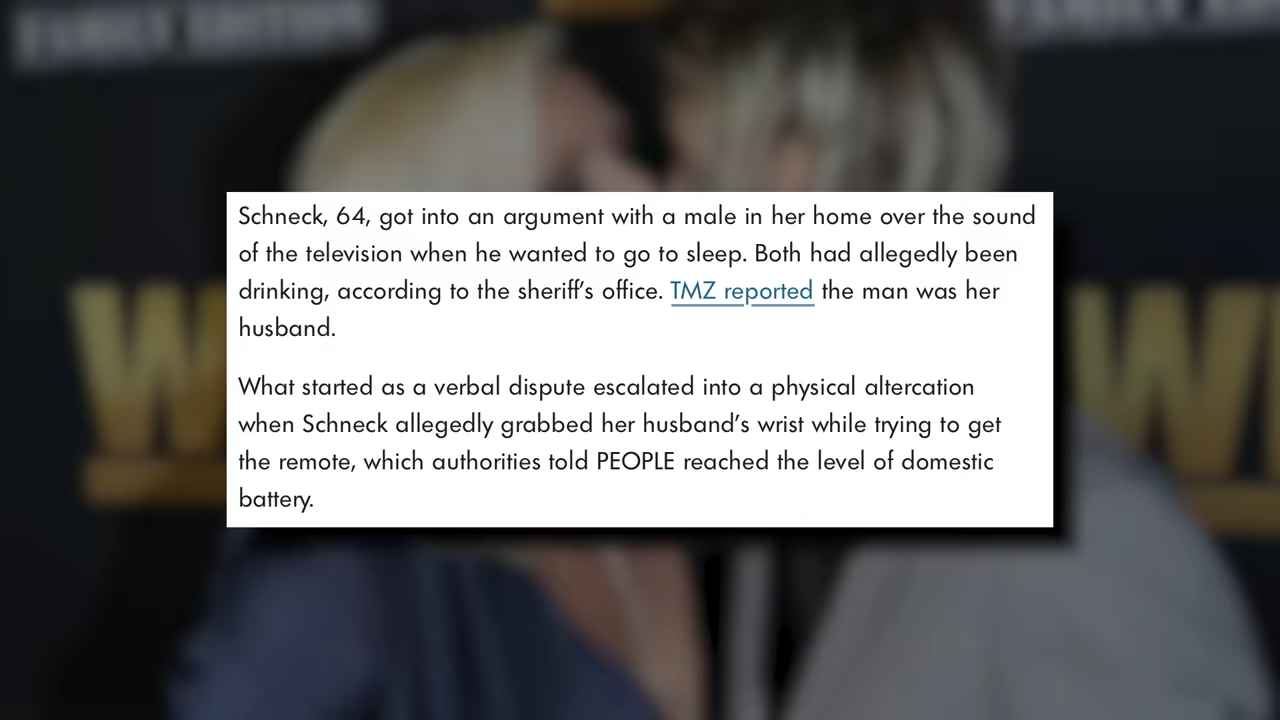 FAMILY EDITION
Schneck, 64, got into an argument with a male in her home over the sound
of the television when he wanted to go to sleep. Both had allegedly been
drinking, according to the sheriff’s office. TMZ reported the man was her
husband.
What started as a verbal dispute escalated into a physical altercation
when Schneck allegedly grabbed her husband’s wrist while trying to get
the remote, which authorities told PEOPLE reached the level of domestic
battery.
W
W